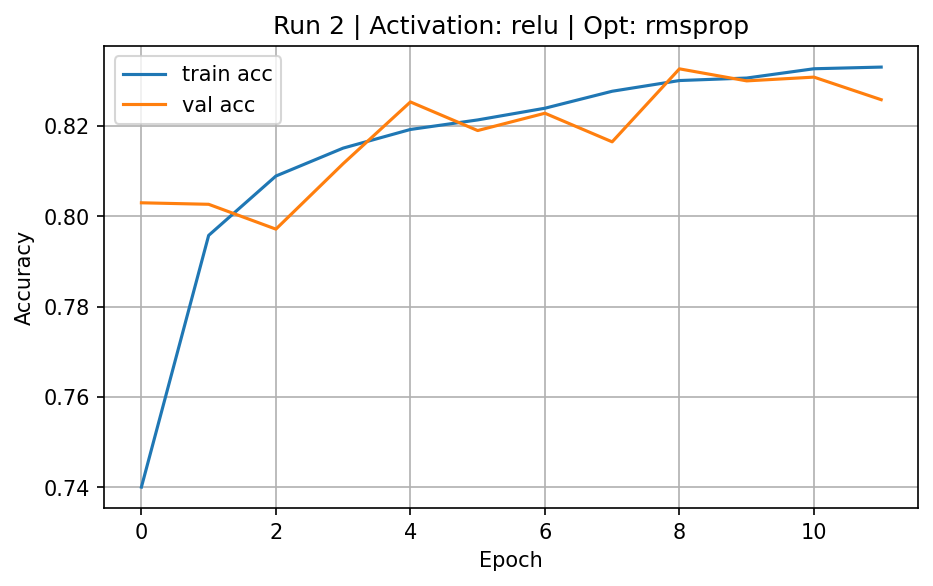 Run 2 | Activation: relu | Opt: rmsprop
train acc
val acc
Accuracy
0.82
0.80
0.78
0.76
0.74
0 2 4 6 8 10
Epoch